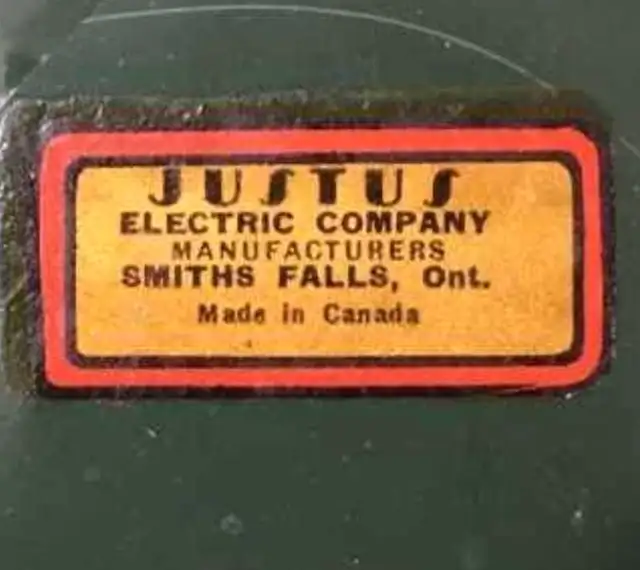 JUSTUS
ELECTRIC COMPANY
MANUFACTURERS
SMITHS FALLS, Ont.
Made in Canada